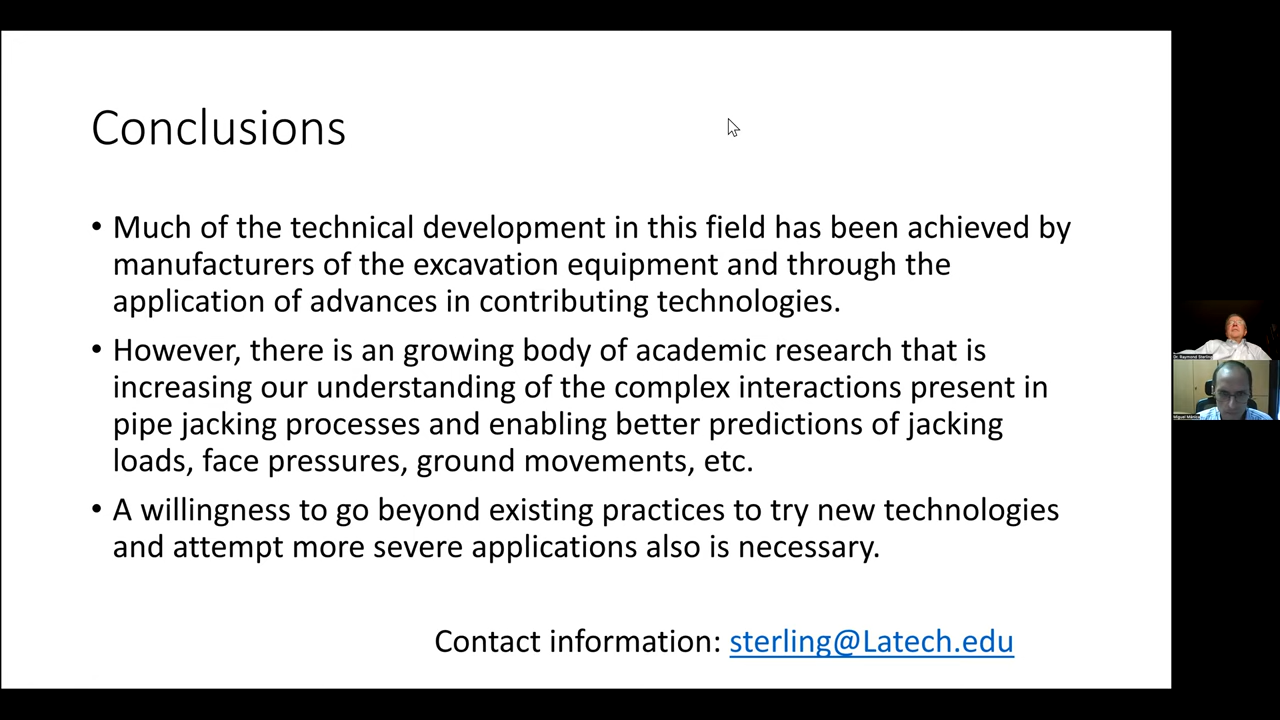 Conclusions
• Much of the technical development in this field has been achieved by
manufacturers of the excavation equipment and through the
application of advances in contributing technologies.
• However, there is an growing body of academic research that is
increasing our understanding of the complex interactions present in
pipe jacking processes and enabling better predictions of jacking
loads, face pressures, ground movements, etc.
• A willingness to go beyond existing practices to try new technologies
and attempt more severe applications also is necessary.
Contact information: sterling@Latech.edu
Dr. Raymond Sterling
Miguel